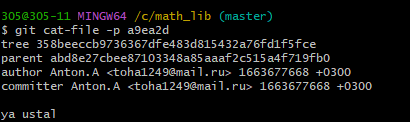 305@305-11 MINGW64 /c/math_lib (master)
$ git cat-file -p a9ea2d
tree 358beeccb9736367dfe483d815432a76fd1f5fce
parent abd8e27cbee87103348a85aaaf2c515a4f719fb0
author Anton.A <toha1249@mail.ru> 1663677668 +0300
committer Anton.A <toha1249@mail.ru> 1663677668 +0300

ya ustal